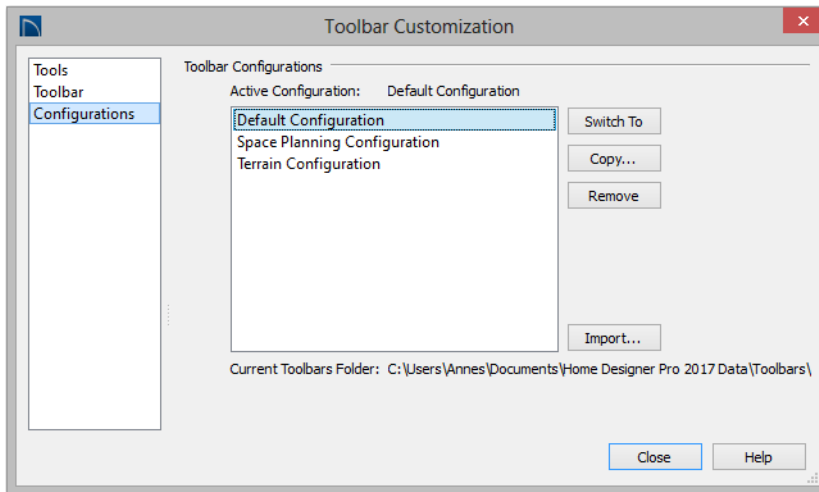 Toolbar Customization
Tools
Toolbar
Configurations
Toolbar Configurations
Active Configuration: Default Configuration
Default Configuration
Space Planning Configuration
Terrain Configuration
Switch To
Copy...
Remove
Import...
Current Toolbars Folder: C:\Users\Annes\Documents\Home Designer Pro 2017 Data\Toolbars\
Close
Help